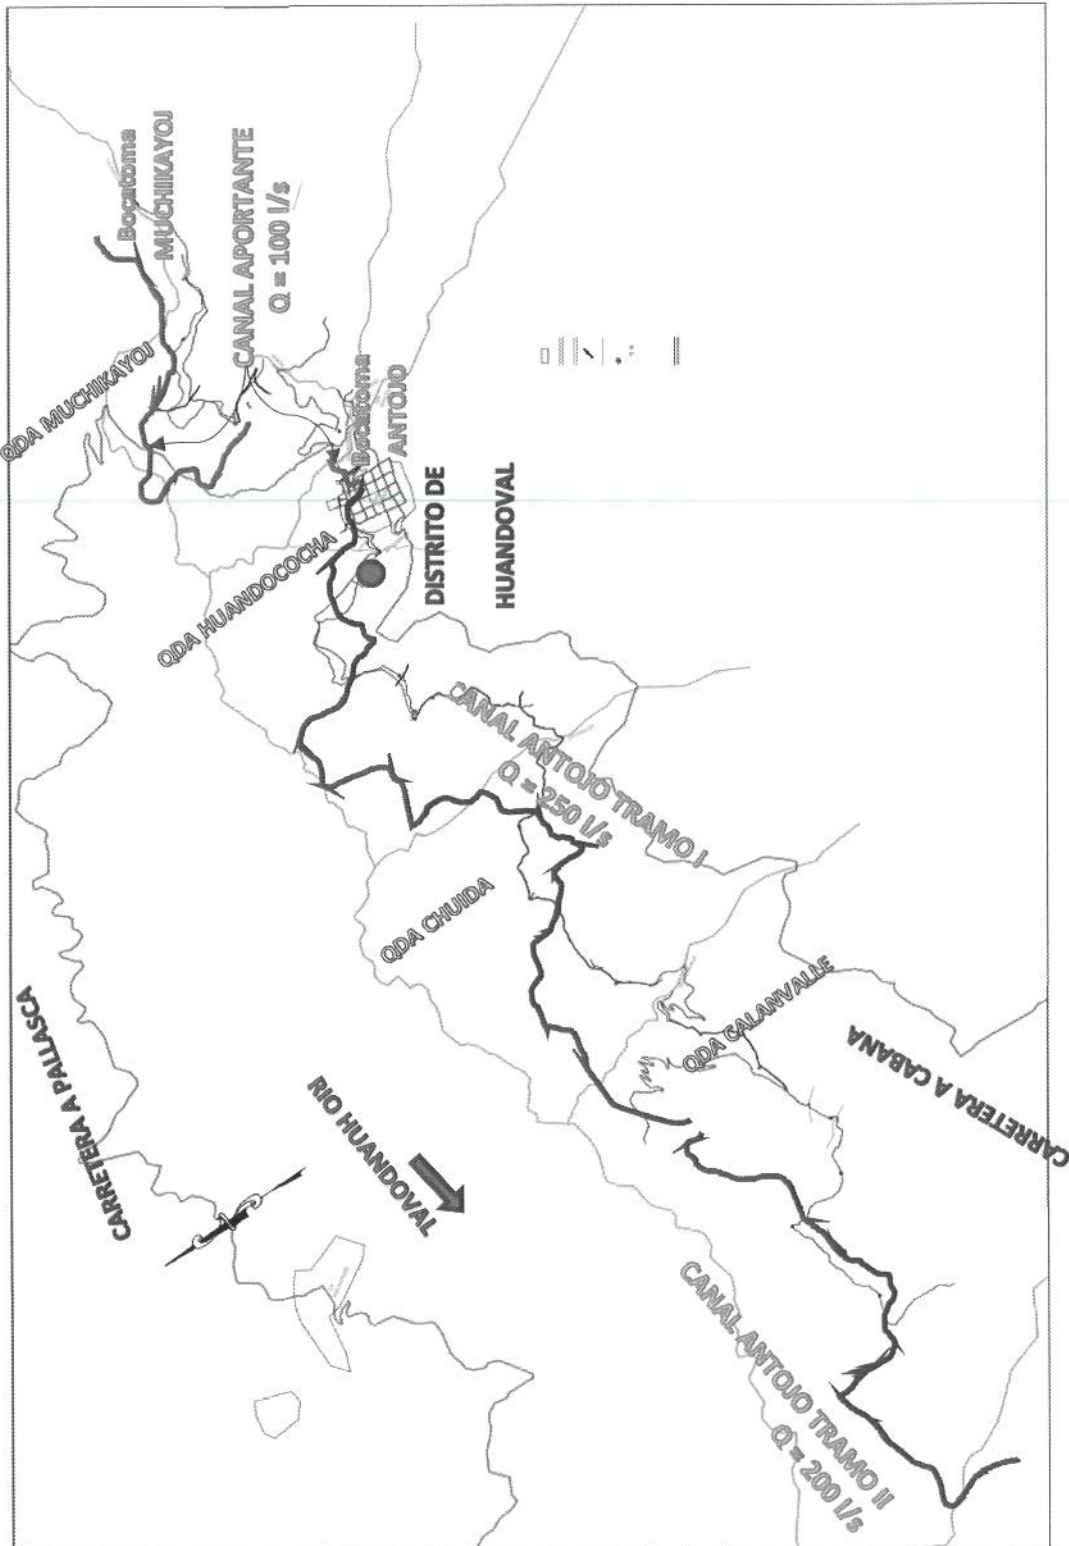 Bocatoma
MUCHIKAYOJ
CANAL APORTANTE
Q = 100 l/s
QDA MUCHIKAYOJ
Bocatoma
ANTOJO
DISTRITO DE
HUANDOVAL
QDA HUANDOCOCHA
CANAL ANTOJO TRAMO I
Q = 250 l/s
QDA CHUIDA
QDA CALANVALLE
CARRETERA A CABANA
CARRETERA A PALLASCA
RIO HUANDOVAL
CANAL ANTOJO TRAMO II
Q = 200 l/s